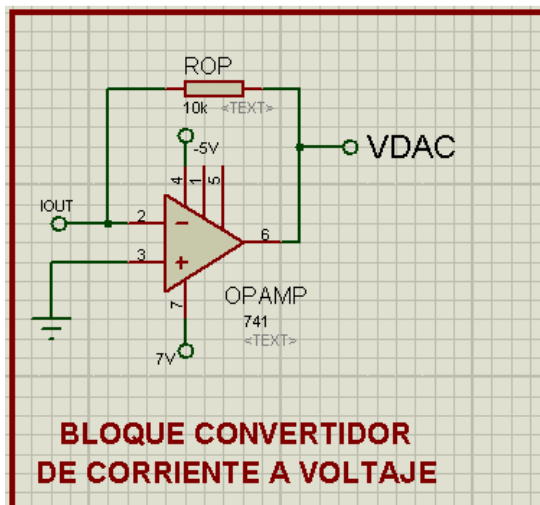 ROP
10k <TEXT>
-5V
VDAC
4
1
5
IOUT
2
3
6
7
OPAMP
741
<TEXT>
7V
BLOQUE CONVERTIDOR
DE CORRIENTE A VOLTAJE